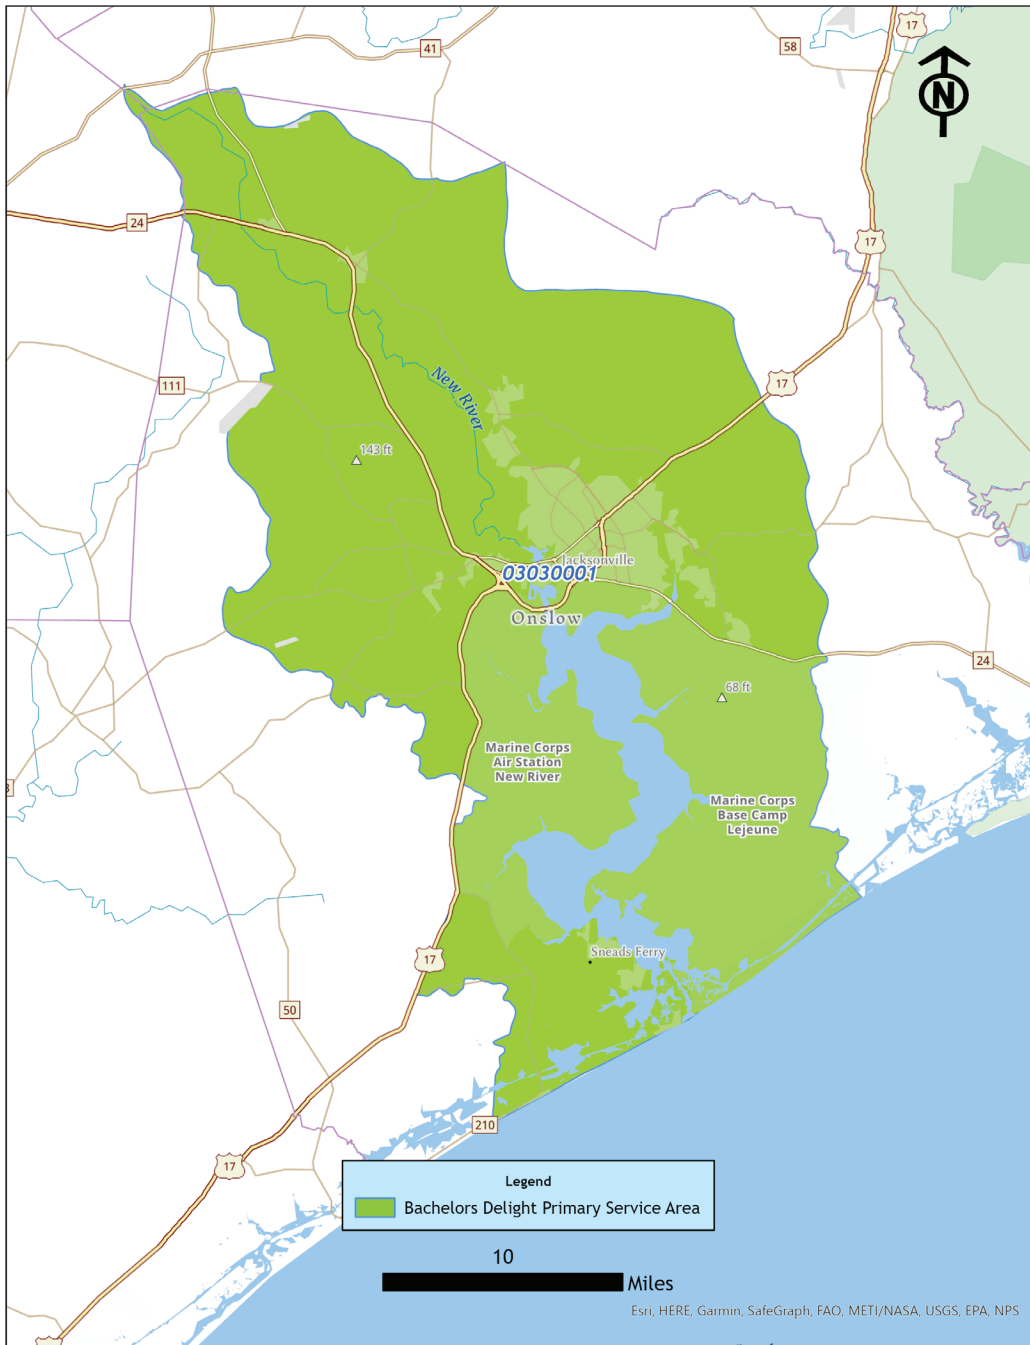 41
58
17
N
24
17
17
111
New River
143 ft
Jacksonville
03030001
Onslow
24
68 ft
Marine Corps
Air Station
New River
Marine Corps
Base Camp
Lejeune
Sneads Ferry
17
50
210
17
Legend
Bachelors Delight Primary Service Area
10
Miles
Esri, HERE, Garmin, SafeGraph, FAO, METI/NASA, USGS, EPA, NPS